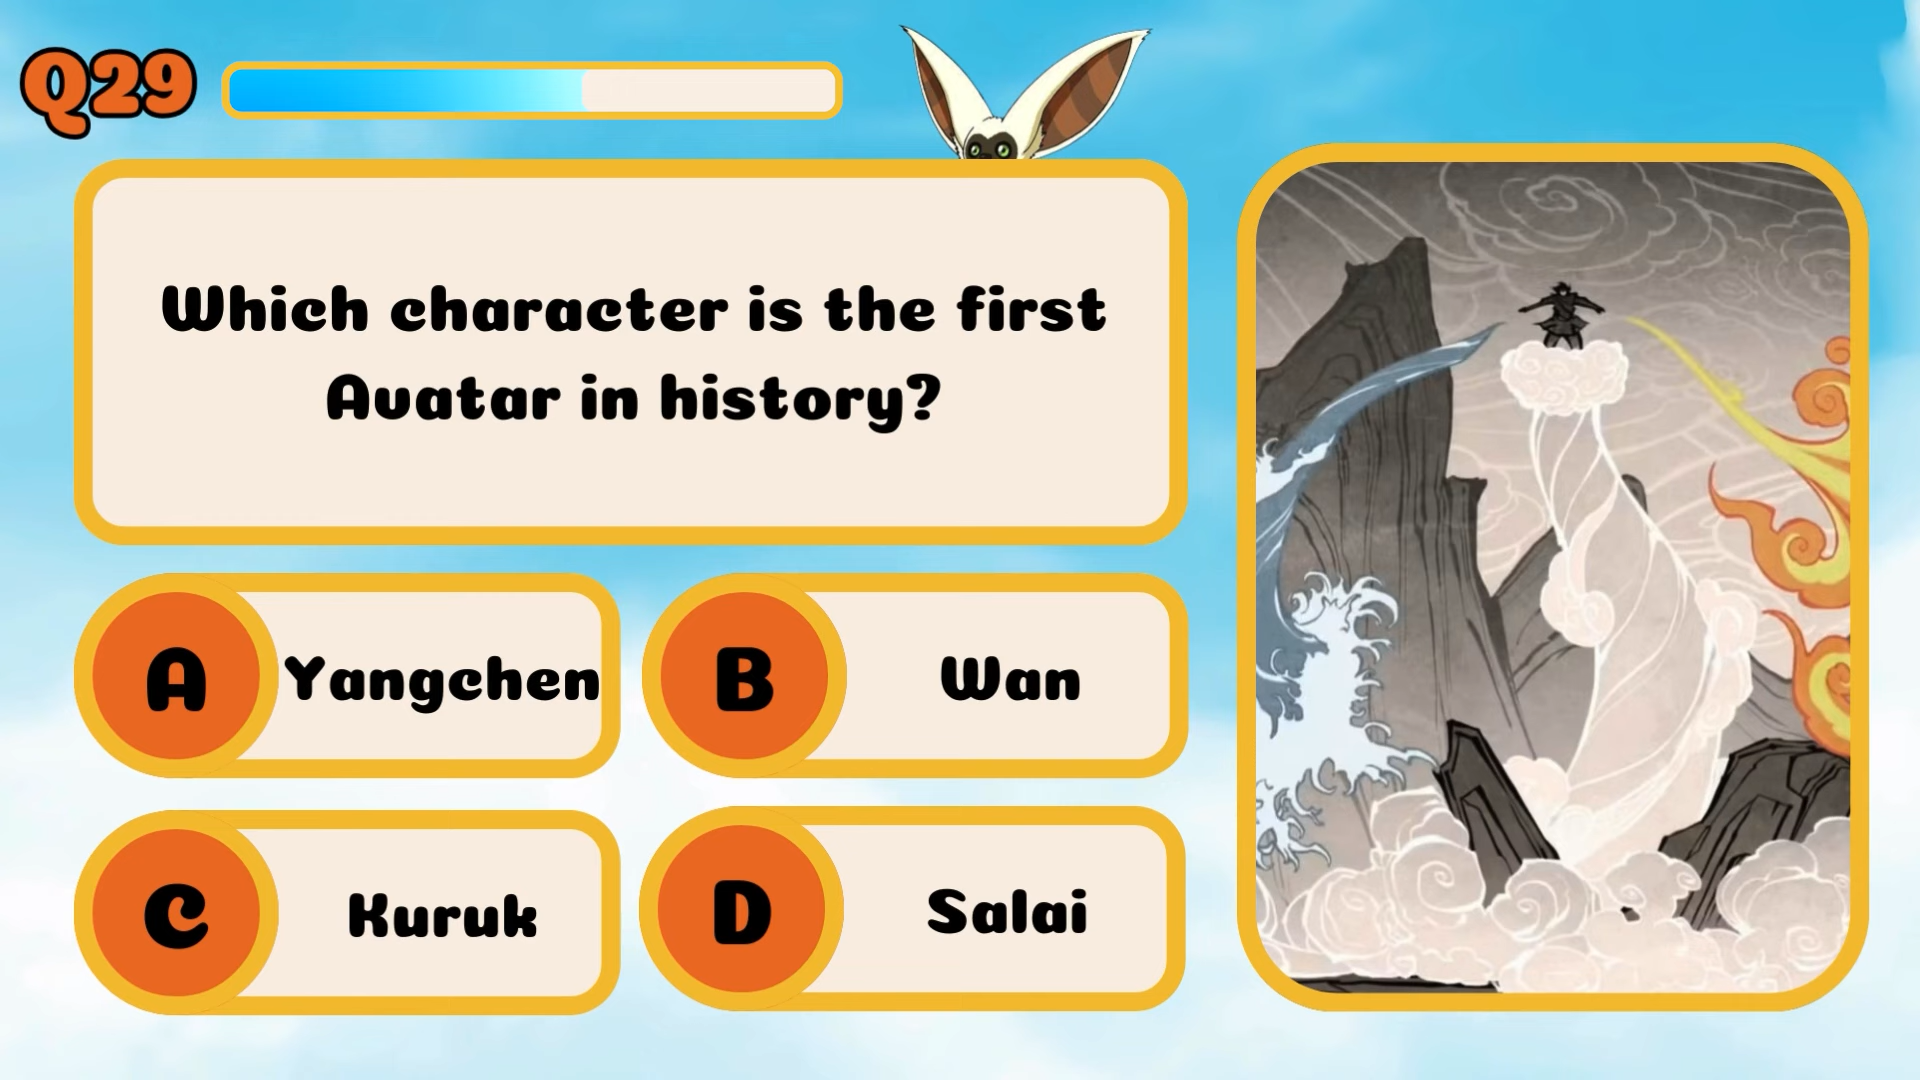 Q29
Which character is the first
Avatar in history?
A Yangchen
B Wan
C Kuruk
D Salai